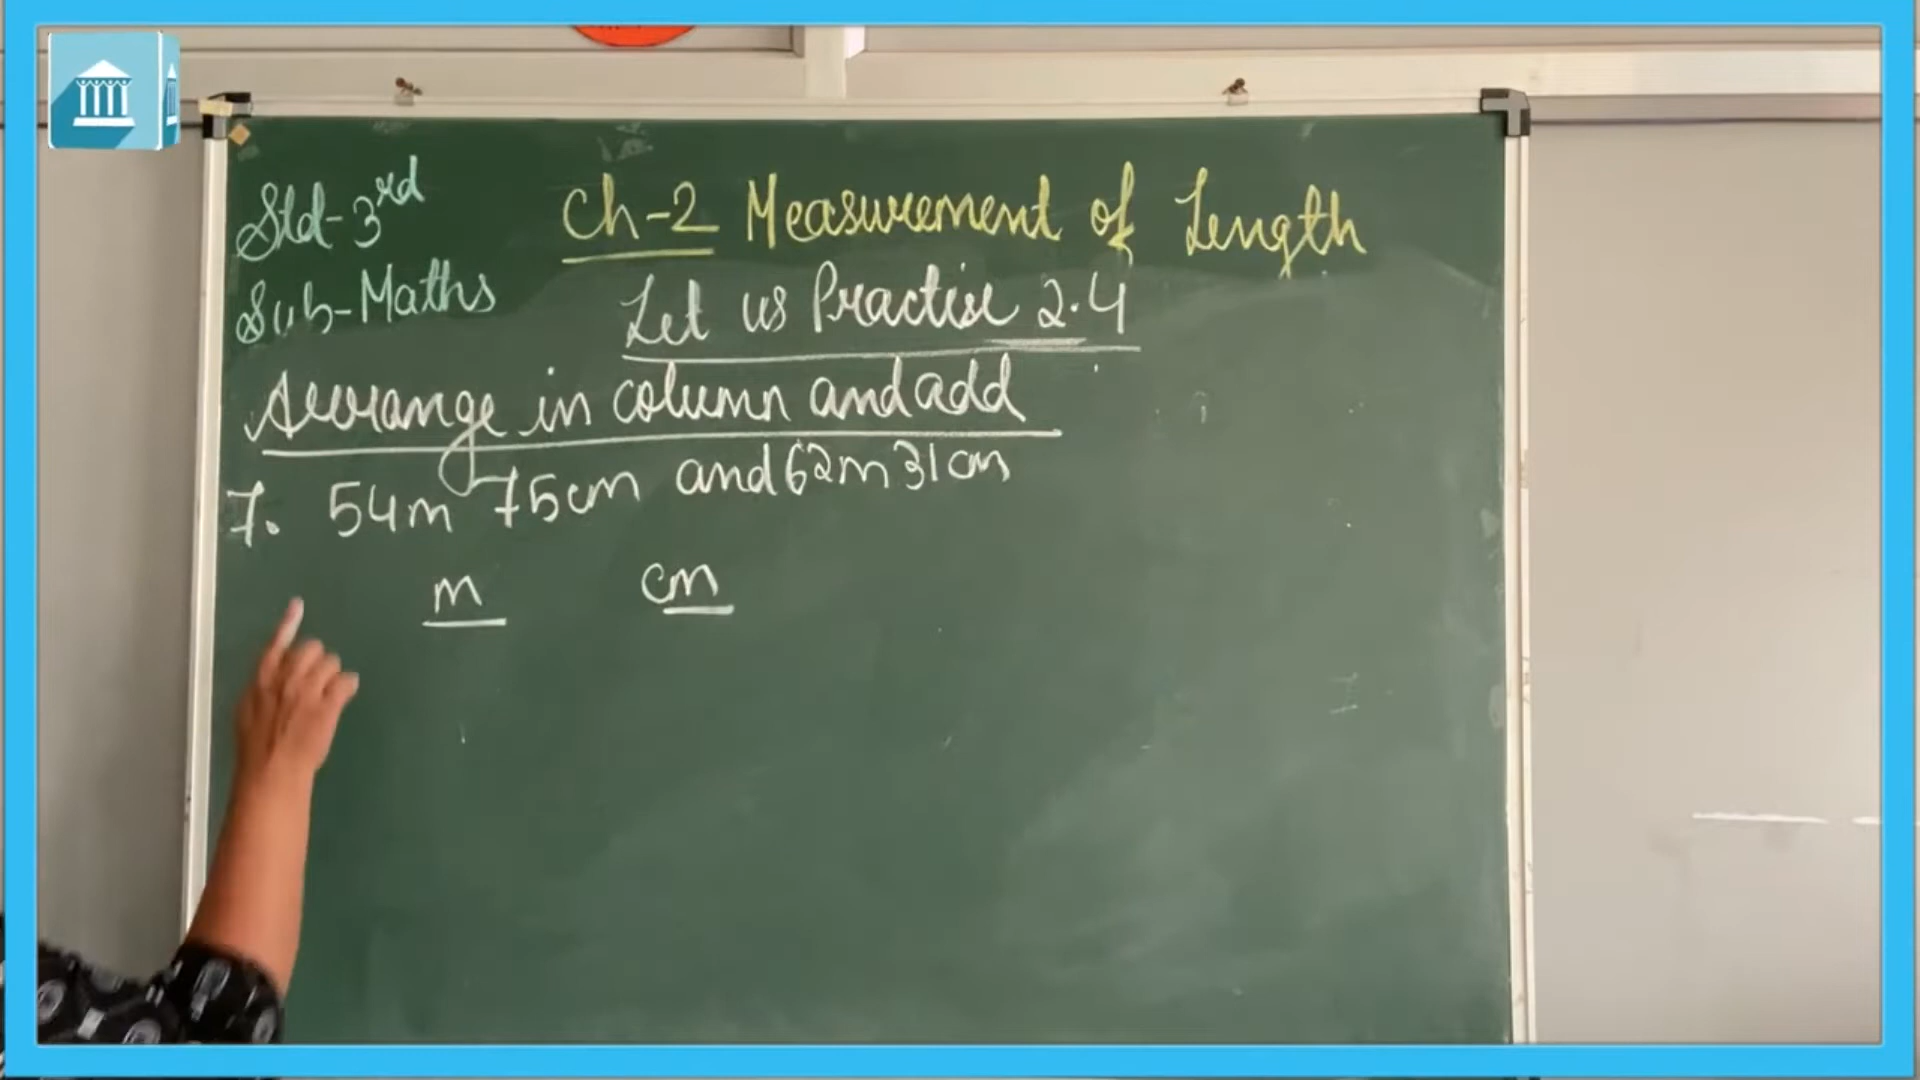 Std-3rd
Ch-2 Measurement of Length
Sub-Maths
Let us Practise 2.4
Arrange in column and add
7. 54m 75cm and 62m 31cm
m cm